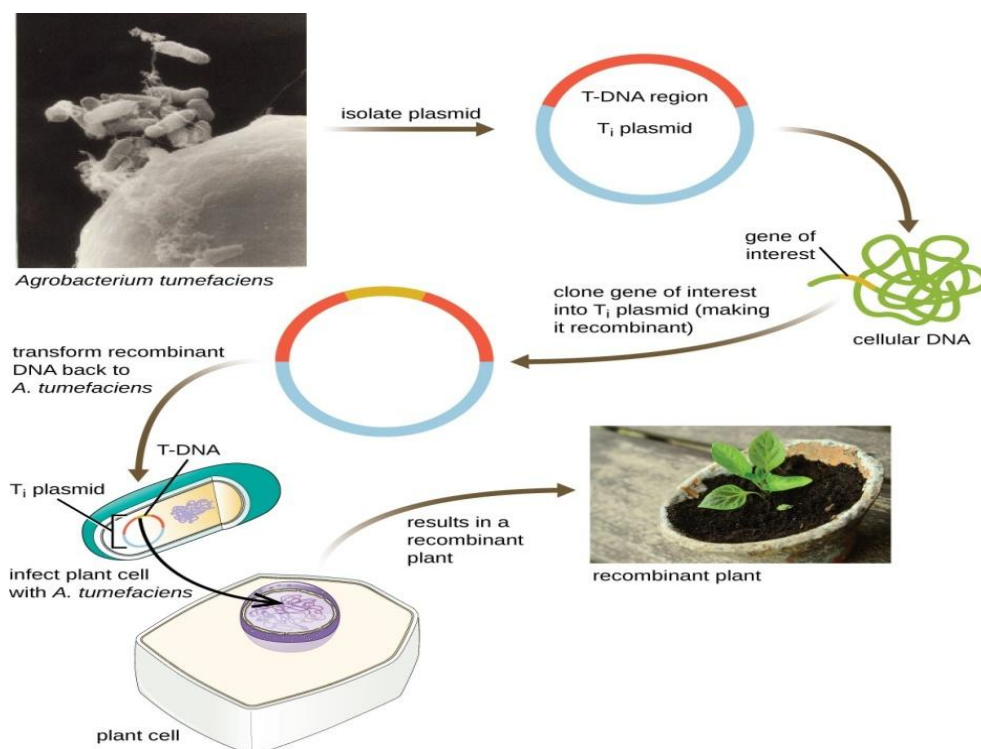 isolate plasmid
T-DNA region
Ti plasmid
Agrobacterium tumefaciens
gene of
interest
cellular DNA
clone gene of interest
into Ti plasmid (making
it recombinant)
transform recombinant
DNA back to
A. tumefaciens
T-DNA
Ti plasmid
infect plant cell
with A. tumefaciens
results in a
recombinant
plant
recombinant plant
plant cell